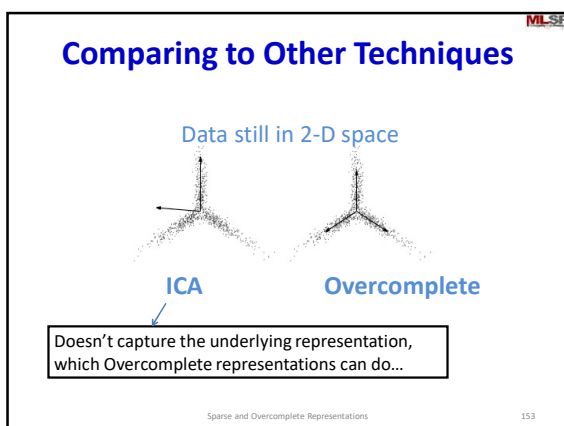 MLSP
Comparing to Other Techniques
Data still in 2-D space
ICA
Overcomplete
Doesn't capture the underlying representation,
which Overcomplete representations can do…
Sparse and Overcomplete Representations
153